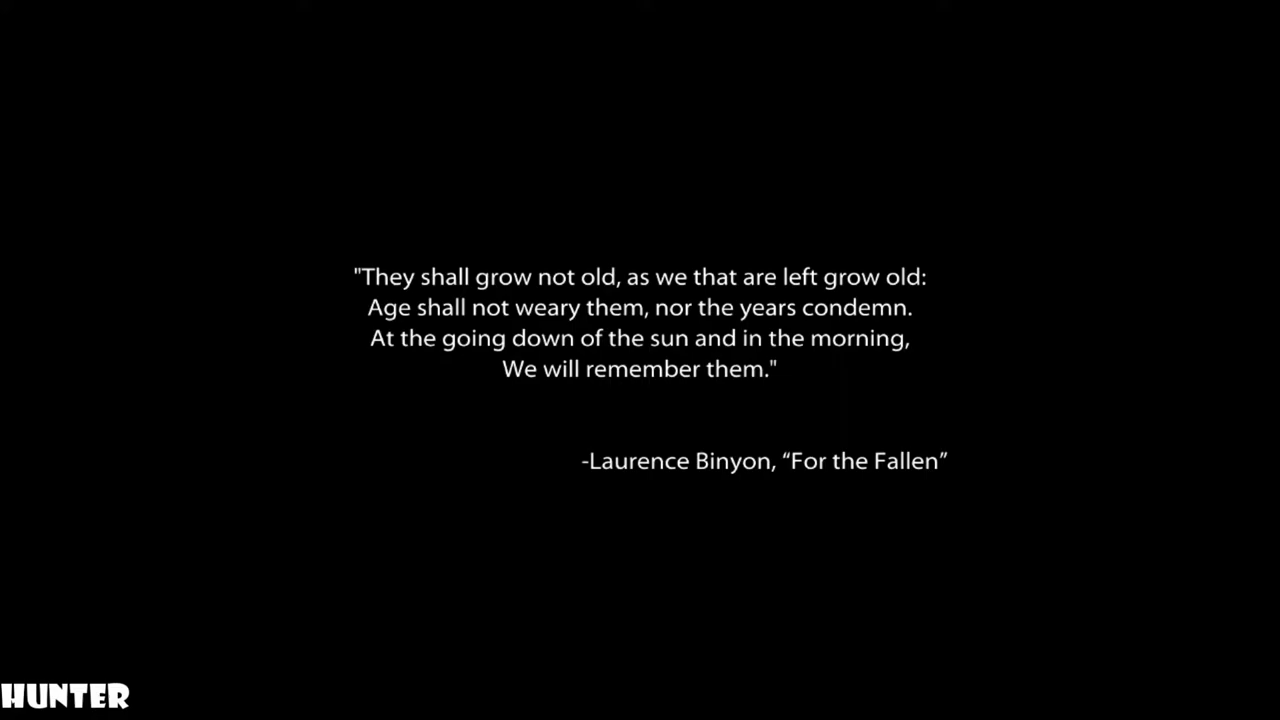 "They shall grow not old, as we that are left grow old:
Age shall not weary them, nor the years condemn.
At the going down of the sun and in the morning,
We will remember them."
-Laurence Binyon, “For the Fallen”
HUNTER